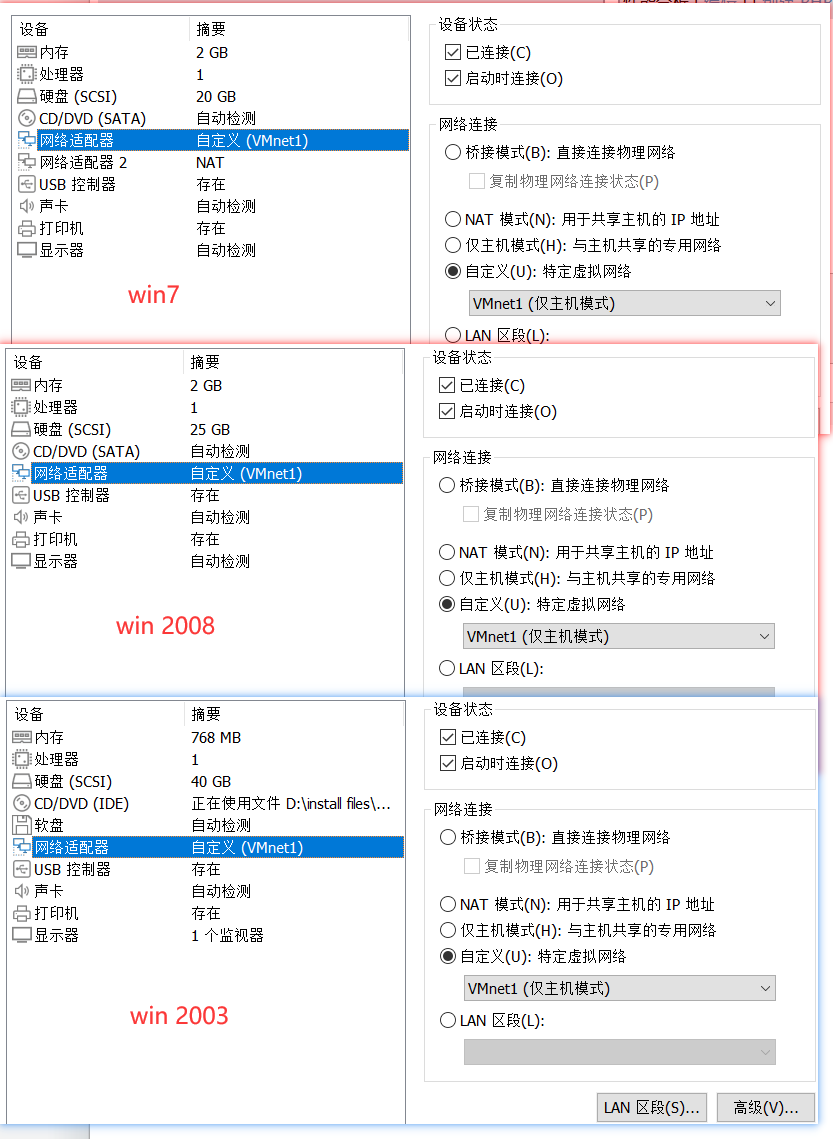 设备 摘要
内存 2 GB
处理器 1
硬盘 (SCSI) 20 GB
CD/DVD (SATA) 自动检测
网络适配器 自定义 (VMnet1)
网络适配器 2 NAT
USB 控制器 存在
声卡 自动检测
打印机 存在
显示器 自动检测
win7
设备状态
已连接(C)
启动时连接(O)
网络连接
桥接模式(B): 直接连接物理网络
复制物理网络连接状态(P)
NAT 模式(N): 用于共享主机的 IP 地址
仅主机模式(H): 与主机共享的专用网络
自定义(U): 特定虚拟网络
VMnet1 (仅主机模式)
LAN 区段(L):
设备 摘要
内存 2 GB
处理器 1
硬盘 (SCSI) 25 GB
CD/DVD (SATA) 自动检测
网络适配器 自定义 (VMnet1)
USB 控制器 存在
声卡 自动检测
打印机 存在
显示器 自动检测
win 2008
设备状态
已连接(C)
启动时连接(O)
网络连接
桥接模式(B): 直接连接物理网络
复制物理网络连接状态(P)
NAT 模式(N): 用于共享主机的 IP 地址
仅主机模式(H): 与主机共享的专用网络
自定义(U): 特定虚拟网络
VMnet1 (仅主机模式)
LAN 区段(L):
设备 摘要
内存 768 MB
处理器 1
硬盘 (SCSI) 40 GB
CD/DVD (IDE) 正在使用文件 D:\install files\...
软盘 自动检测
网络适配器 自定义 (VMnet1)
USB 控制器 存在
声卡 自动检测
打印机 存在
显示器 1 个监视器
win 2003
设备状态
已连接(C)
启动时连接(O)
网络连接
桥接模式(B): 直接连接物理网络
复制物理网络连接状态(P)
NAT 模式(N): 用于共享主机的 IP 地址
仅主机模式(H): 与主机共享的专用网络
自定义(U): 特定虚拟网络
VMnet1 (仅主机模式)
LAN 区段(L):
LAN 区段(S)... 高级(V)...